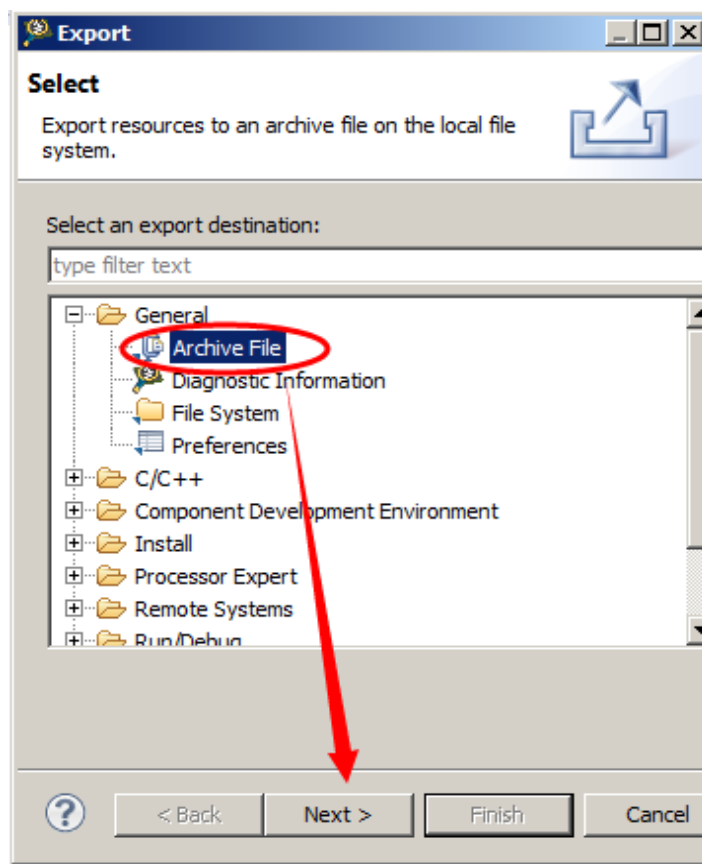 Export
Select
Export resources to an archive file on the local file
system.
Select an export destination:
type filter text
General
Archive File
Diagnostic Information
File System
Preferences
C/C++
Component Development Environment
Install
Processor Expert
Remote Systems
Run/Debug
?
< Back
Next >
Finish
Cancel